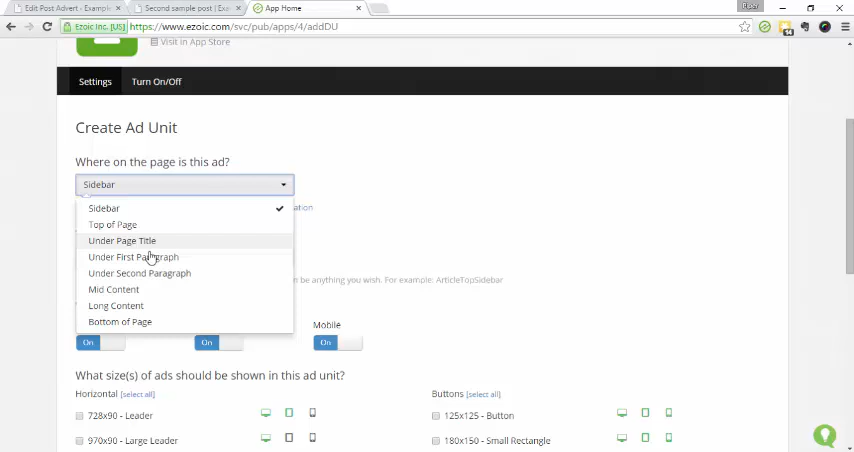 Edit Post Advert - Example
Second sample post | Exa
App Home
Ezoic Inc. [US]
https://www.ezoic.com/svc/pub/apps/4/addDU
14
Visit in App Store
Settings
Turn On/Off
Create Ad Unit
Where on the page is this ad?
Sidebar
Sidebar
ation
Top of Page
Under Page Title
Under First Paragraph
Under Second Paragraph
n be anything you wish. For example: ArticleTopSidebar
Mid Content
Long Content
Bottom of Page
Mobile
On
On
On
What size(s) of ads should be shown in this ad unit?
Horizontal [select all]
Buttons [select all]
728x90 - Leader
125x125 - Button
970x90 - Large Leader
180x150 - Small Rectangle